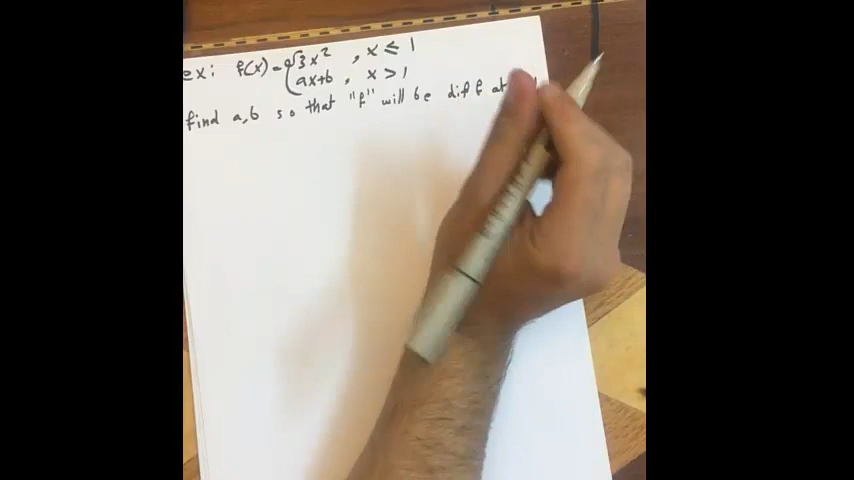 ex: f(x)= { 3x² , x ≤ 1
ax+b , x > 1
find a,b so that "f" will be diff at